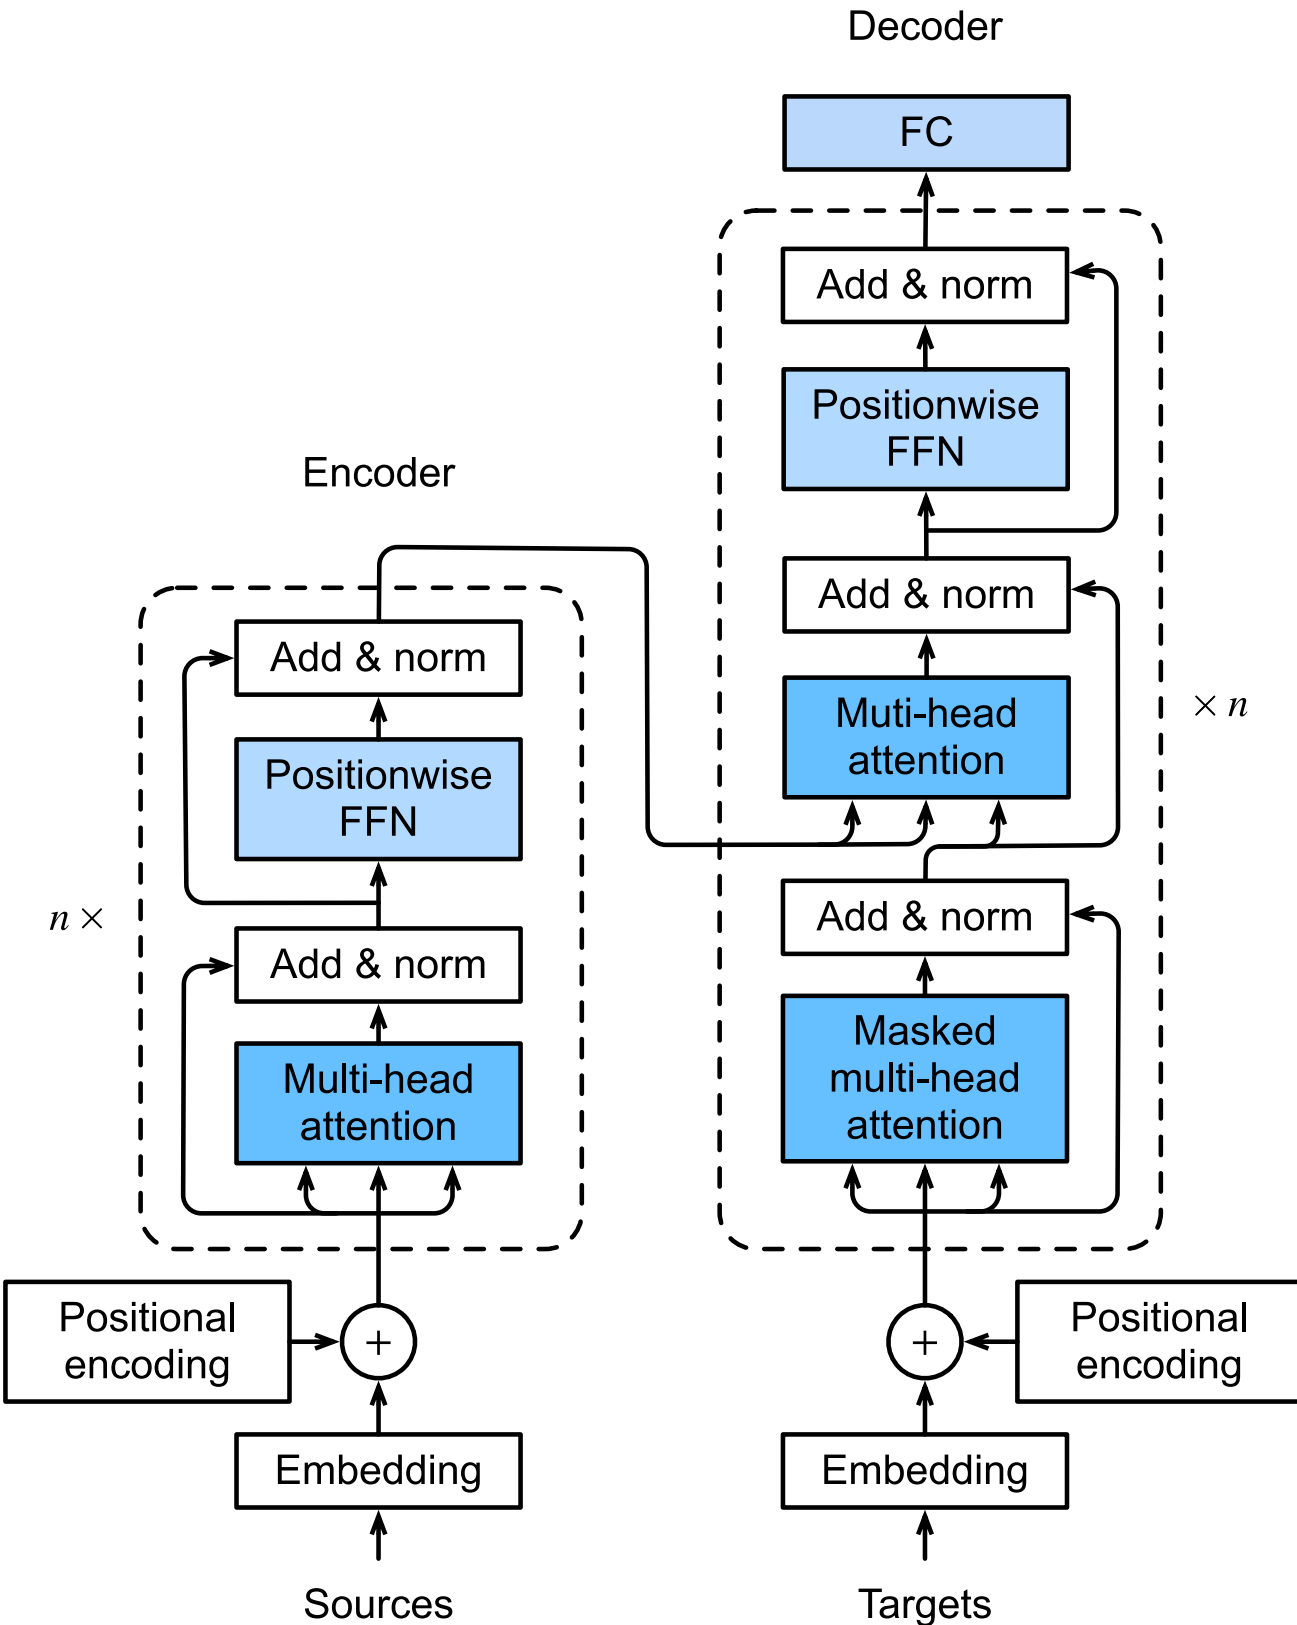 Decoder
FC
Add & norm
Positionwise
FFN
Add & norm
Muti-head
attention
× n
Add & norm
Masked
multi-head
attention
Positional
encoding
+
Embedding
Targets
Encoder
Add & norm
Positionwise
FFN
n ×
Add & norm
Multi-head
attention
Positional
encoding
+
Embedding
Sources